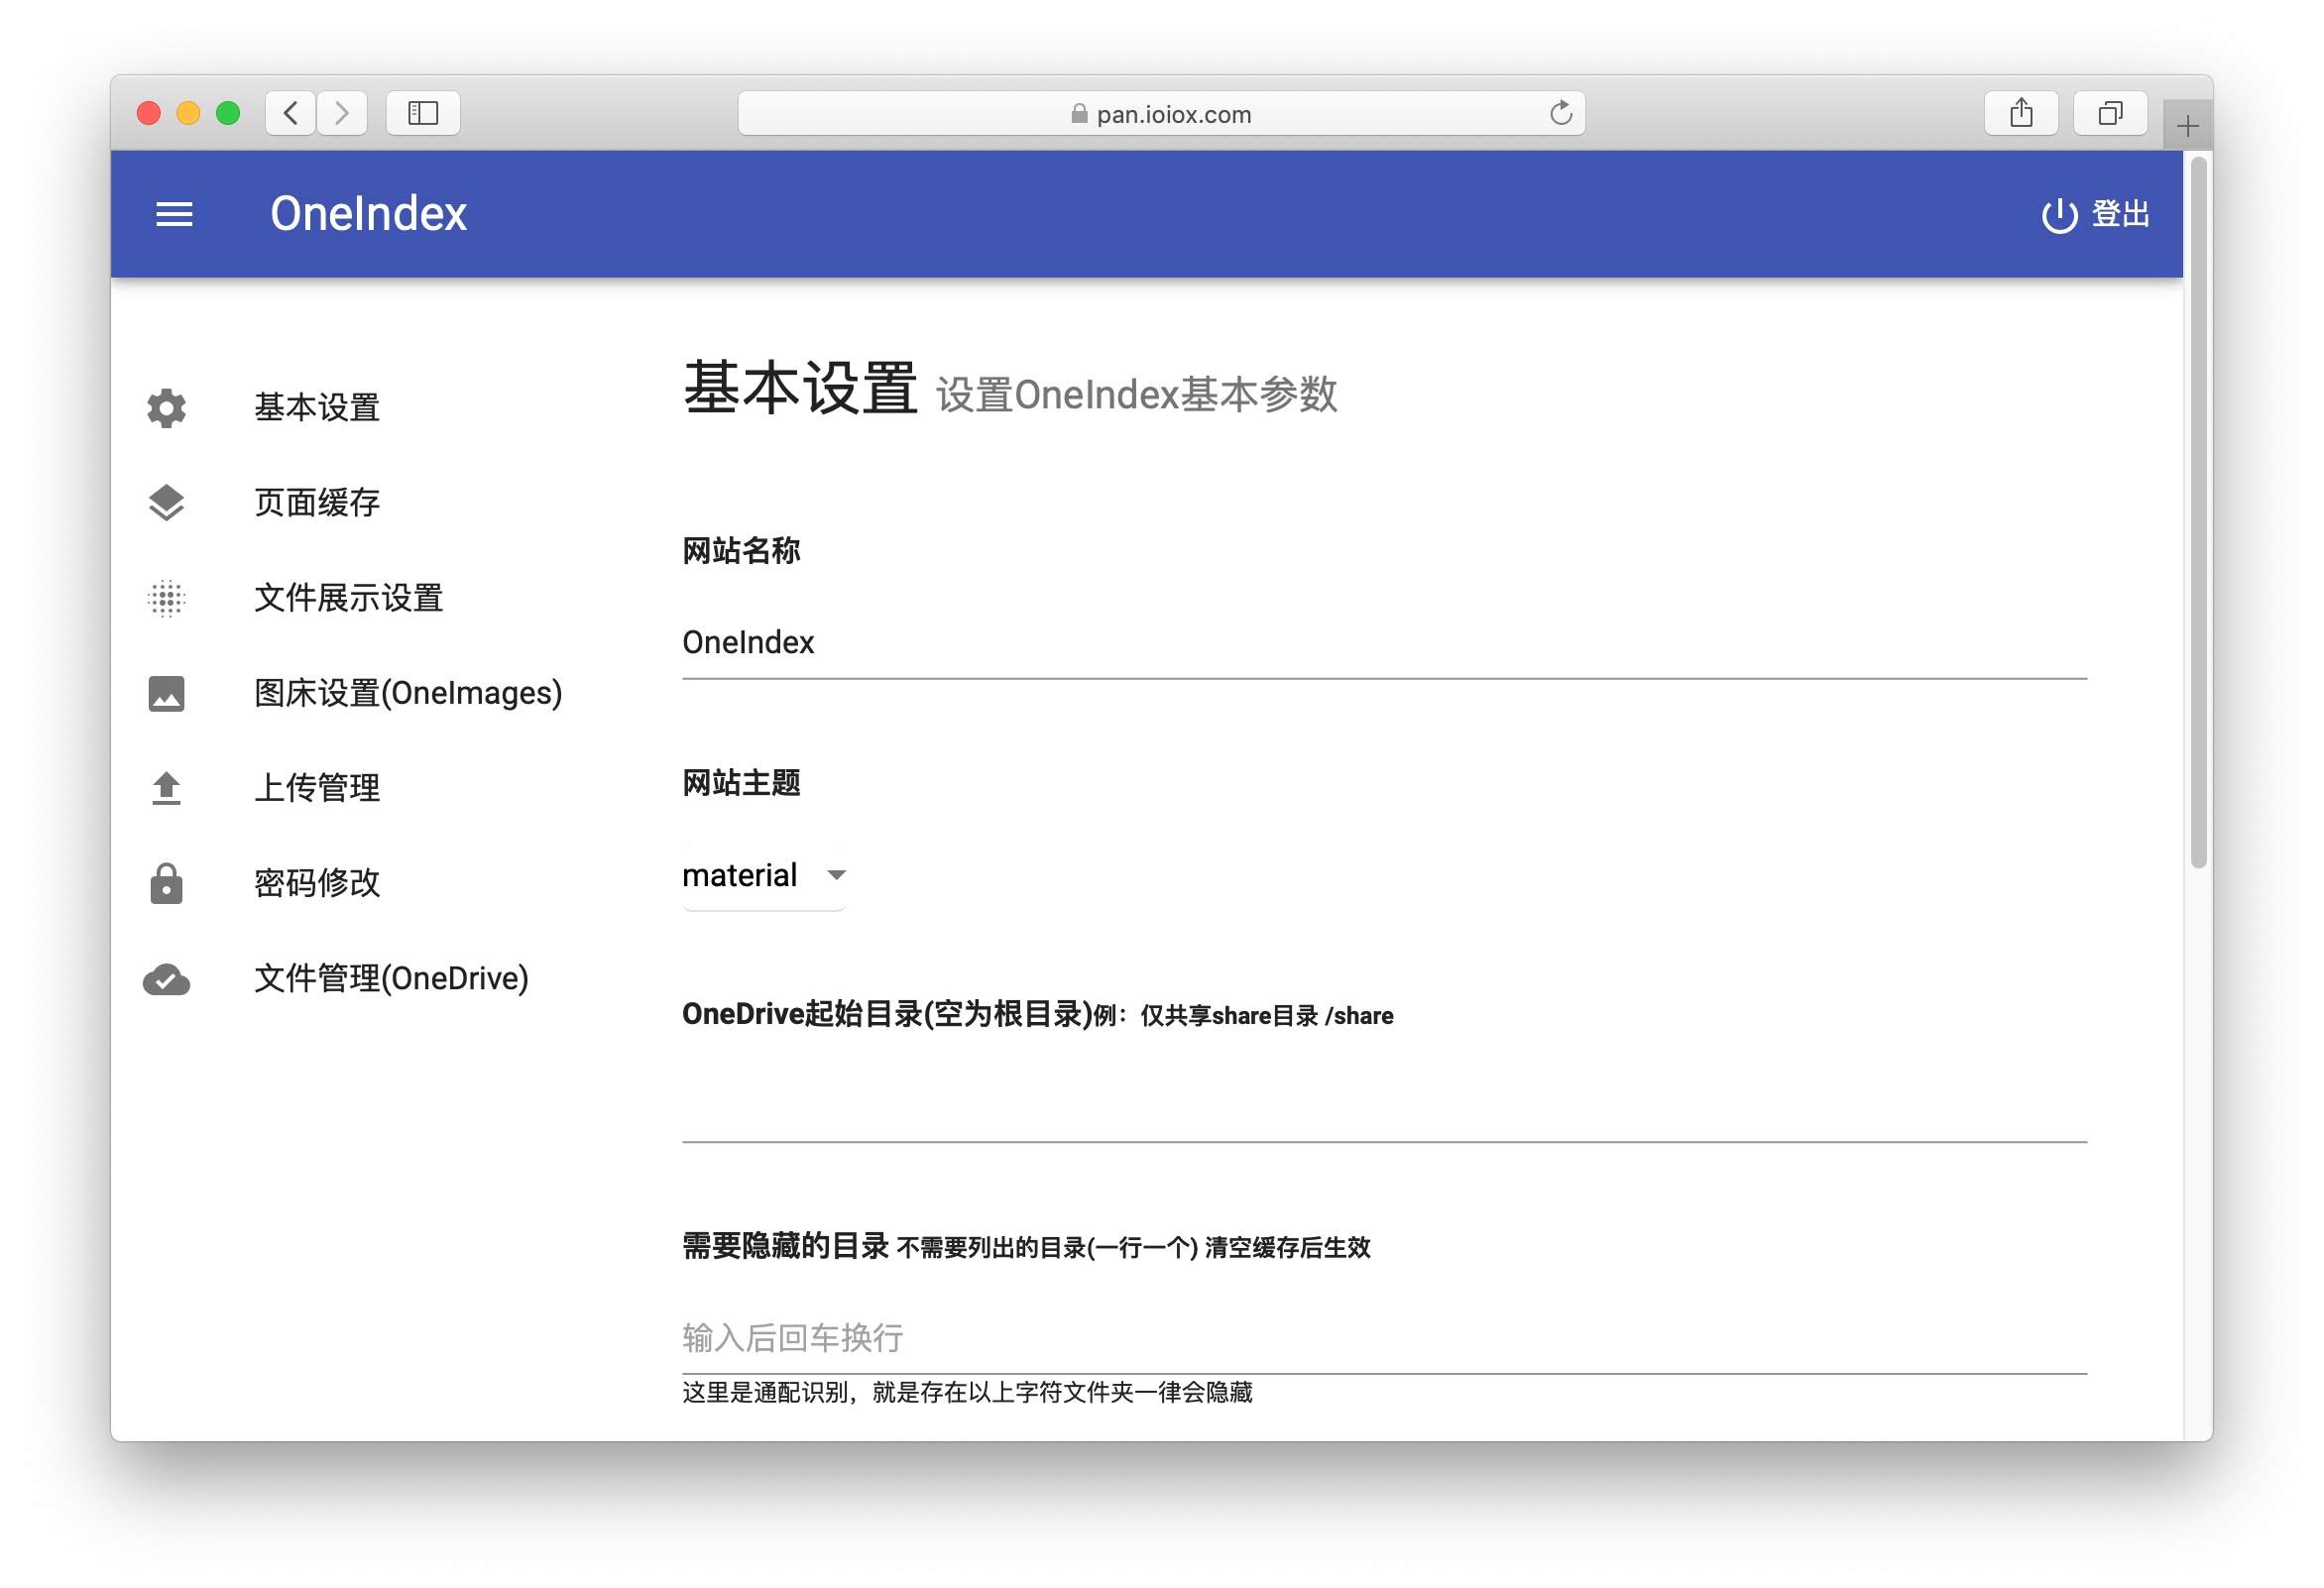 pan.ioiox.com
OneIndex
登出
基本设置
页面缓存
文件展示设置
图床设置(OneImages)
上传管理
密码修改
文件管理(OneDrive)
基本设置 设置OneIndex基本参数
网站名称
OneIndex
网站主题
material
OneDrive起始目录(空为根目录)例：仅共享share目录 /share
需要隐藏的目录 不需要列出的目录(一行一个) 清空缓存后生效
输入后回车换行
这里是通配识别，就是存在以上字符文件夹一律会隐藏